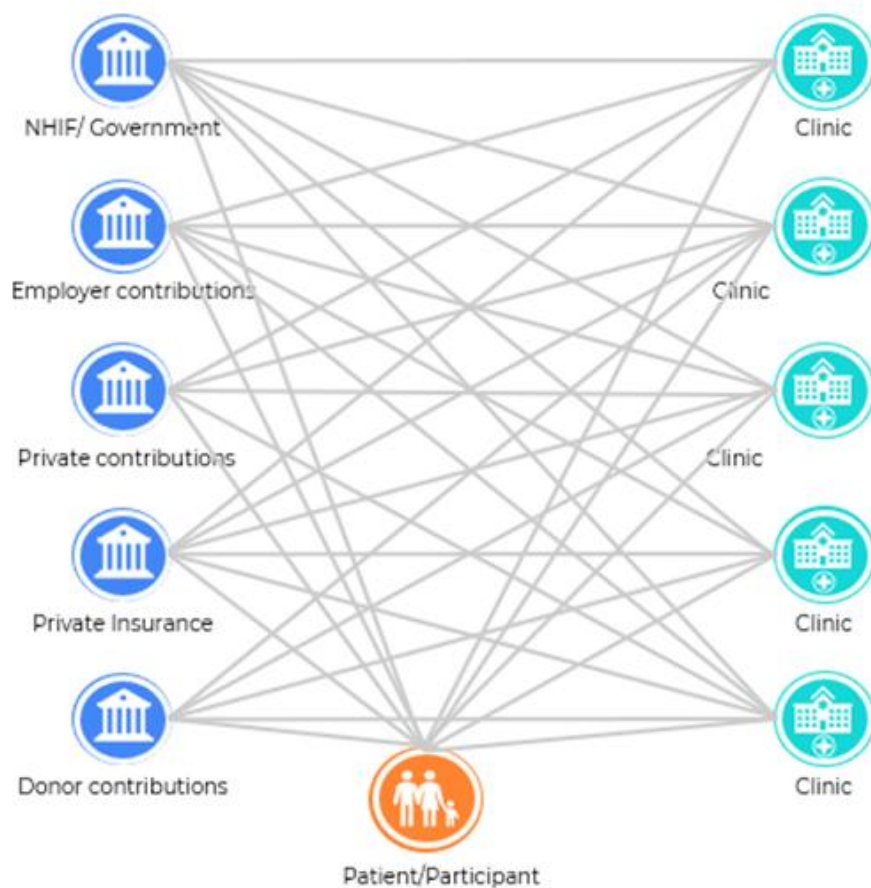 NHIF/ Government
Clinic
Employer contributions
Clinic
Private contributions
Clinic
Private Insurance
Clinic
Donor contributions
Clinic
Patient/Participant